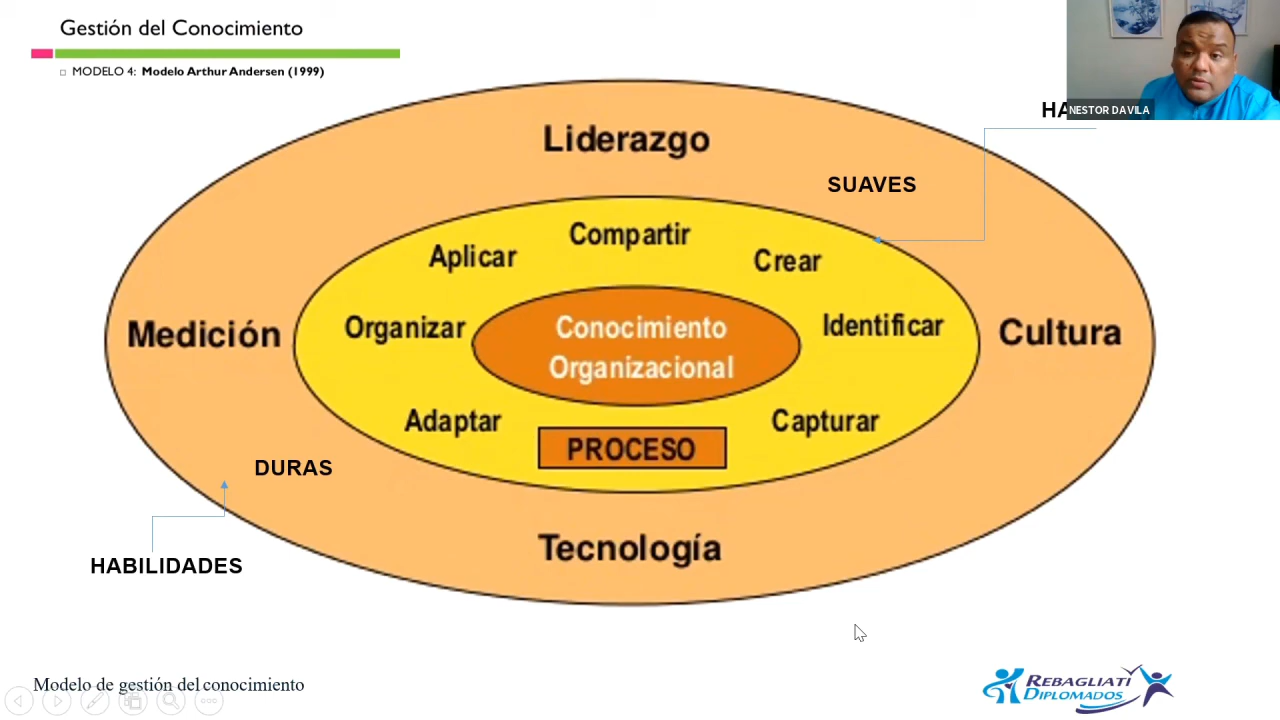 Gestión del Conocimiento
MODELO 4: Modelo Arthur Andersen (1999)
NESTOR DAVILA
Liderazgo
SUAVES
Compartir
Aplicar
Crear
Organizar
Identificar
Conocimiento
Organizacional
Medición
Cultura
Adaptar
Capturar
PROCESO
DURAS
Tecnología
HABILIDADES
Modelo de gestión del conocimiento
REBAGLIATI
DIPLOMADOS